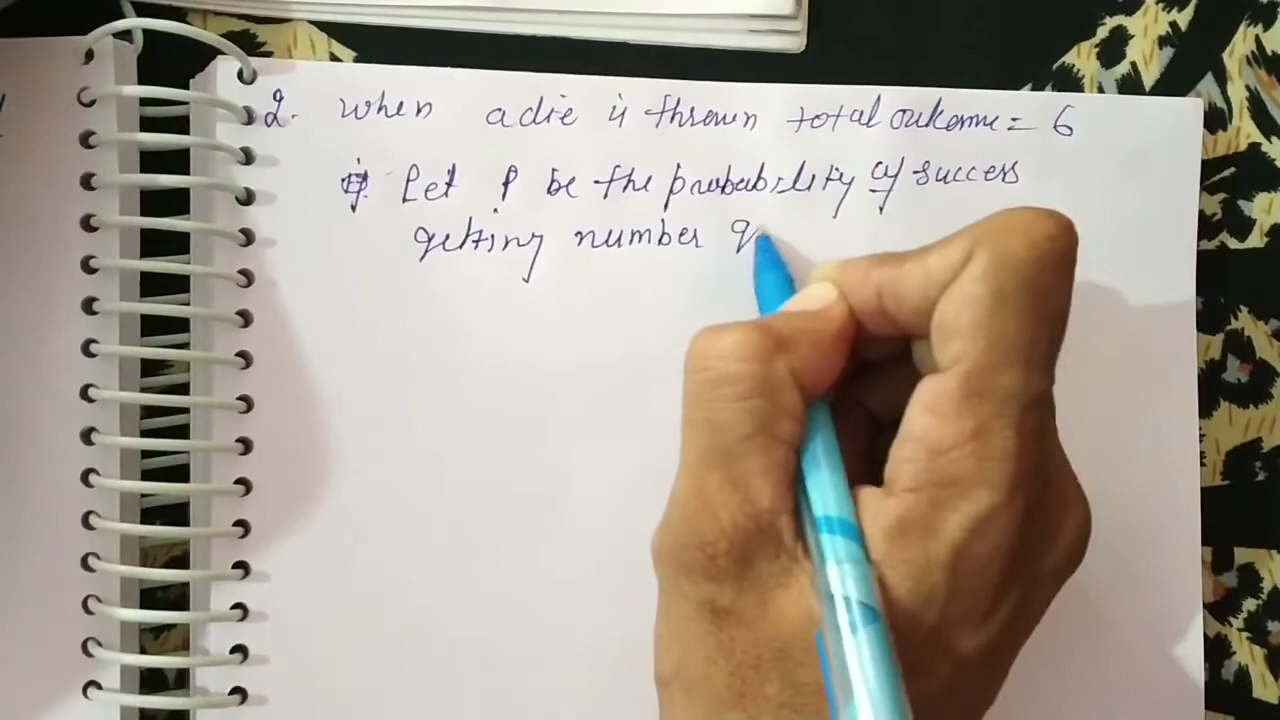 2. when a die is thrown total outcome = 6
i). Let P be the probability of success
getting number g